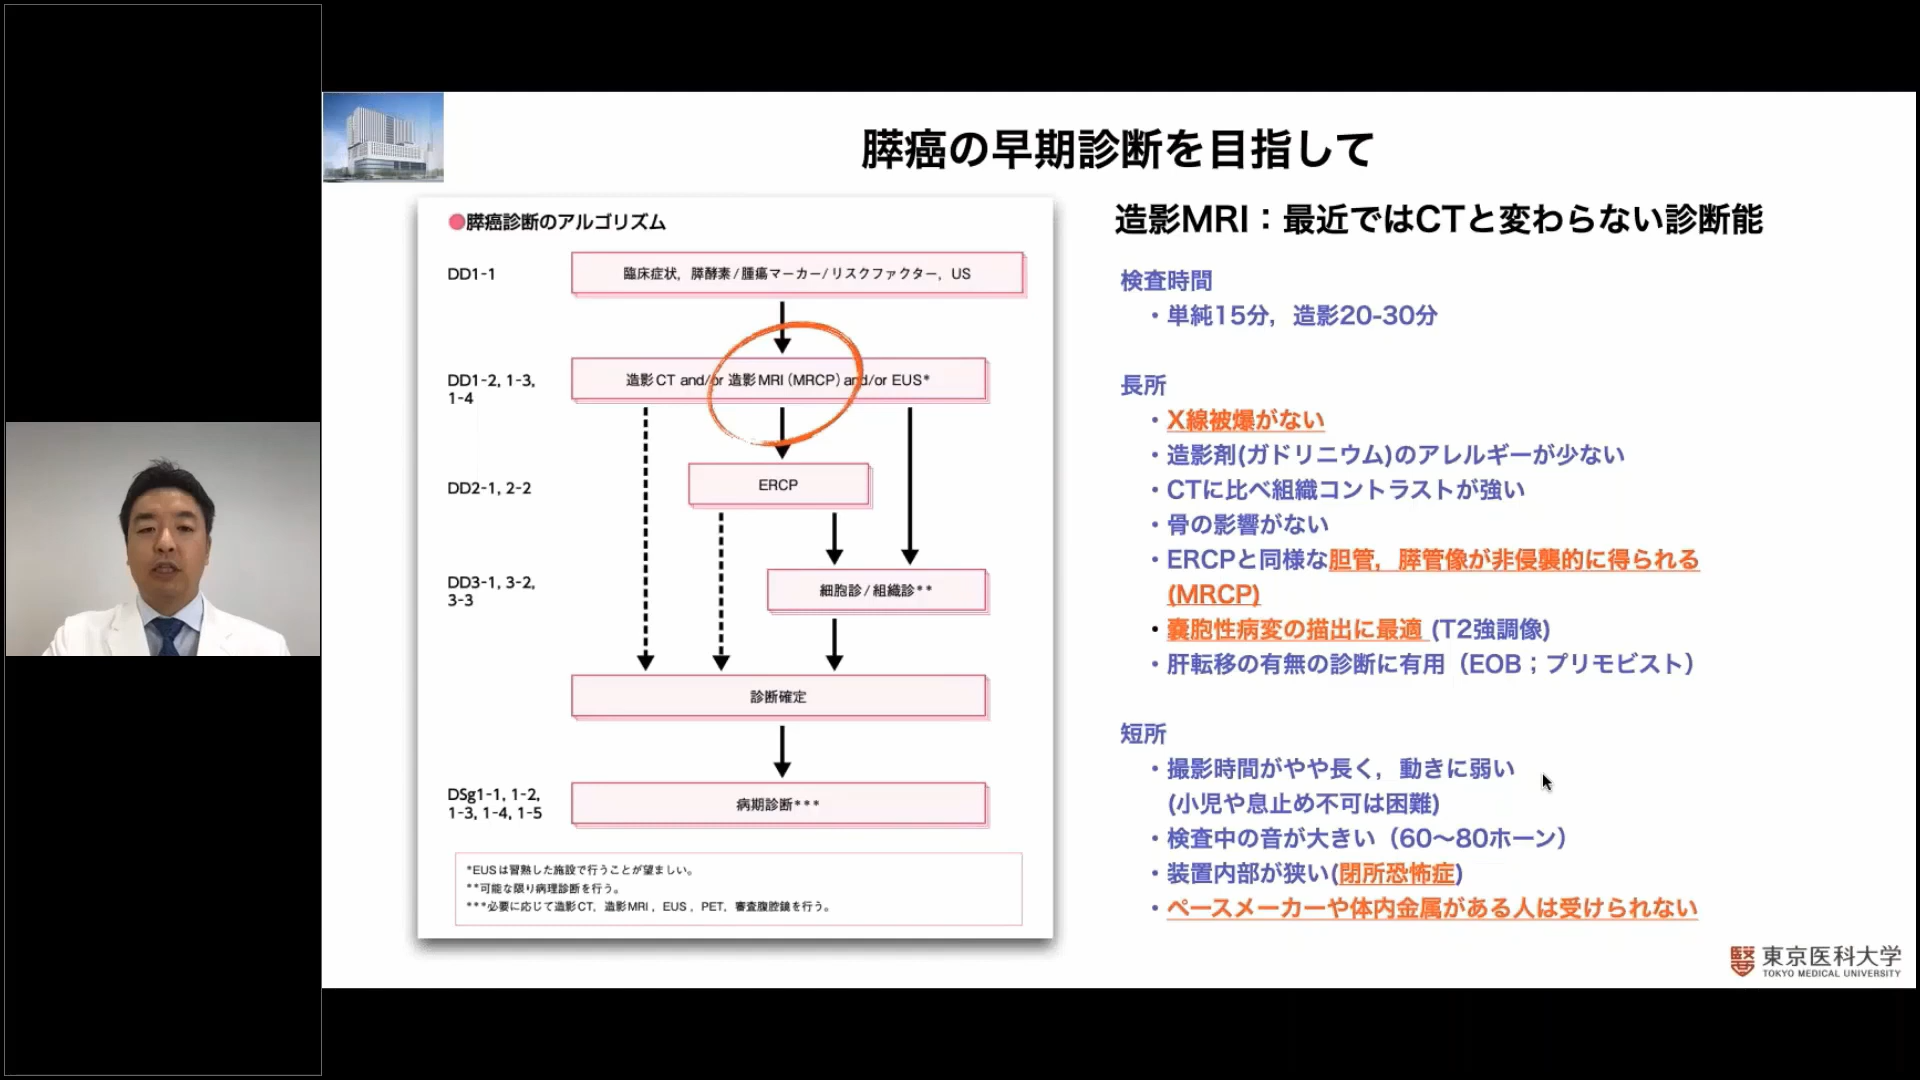 膵癌の早期診断を目指して
●膵癌診断のアルゴリズム
DD1-1
臨床症状，膵酵素/腫瘍マーカー/リスクファクター，US
DD1-2, 1-3,
1-4
造影CT and/or 造影MRI（MRCP）and/or EUS*
DD2-1, 2-2
ERCP
DD3-1, 3-2,
3-3
細胞診/組織診**
診断確定
DSg1-1, 1-2,
1-3, 1-4, 1-5
病期診断***
*EUSは習熟した施設で行うことが望ましい。
**可能な限り病理診断を行う。
***必要に応じて造影CT，造影MRI，EUS，PET，審査腹腔鏡を行う。
造影MRI：最近ではCTと変わらない診断能
検査時間
・単純15分，造影20-30分
長所
・X線被爆がない
・造影剤(ガドリニウム)のアレルギーが少ない
・CTに比べ組織コントラストが強い
・骨の影響がない
・ERCPと同様な胆管，膵管像が非侵襲的に得られる
(MRCP)
・嚢胞性病変の描出に最適 (T2強調像)
・肝転移の有無の診断に有用（EOB；プリモビスト）
短所
・撮影時間がやや長く，動きに弱い
(小児や息止め不可は困難)
・検査中の音が大きい（60〜80ホーン）
・装置内部が狭い(閉所恐怖症)
・ペースメーカーや体内金属がある人は受けられない
東京医科大学
TOKYO MEDICAL UNIVERSITY